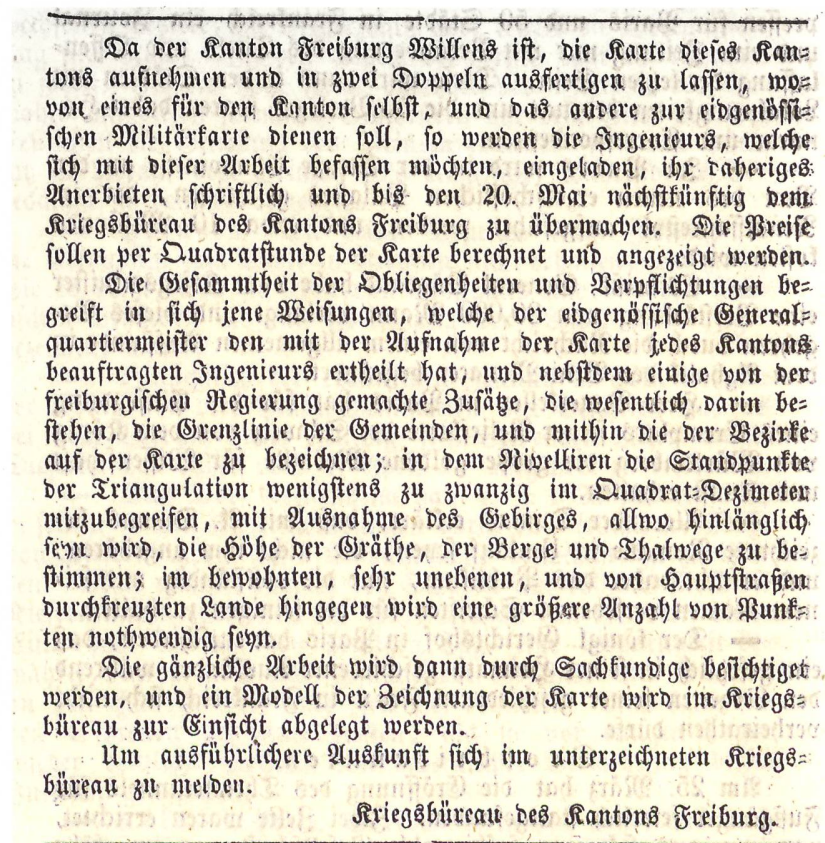 Da der Kanton Freiburg Willens ist, die Karte dieses Kan=
tons aufnehmen und in zwei Doppeln ausfertigen zu lassen, wo=
von eines für den Kanton selbst, und das andere zur eidgenössi=
schen Militärkarte dienen soll, so werden die Ingenieurs, welche
sich mit dieser Arbeit befassen möchten, eingeladen, ihr daheriges
Anerbieten schriftlich und bis den 20. Mai nächstkünftig dem
Kriegsbüreau des Kantons Freiburg zu übermachen. Die Preise
sollen per Quadratstunde der Karte berechnet und angezeigt werden.
Die Gesammtheit der Obliegenheiten und Verpflichtungen be=
greift in sich jene Weisungen, welche der eidgenössische General=
quartiermeister den mit der Aufnahme der Karte jedes Kantons
beauftragten Ingenieurs ertheilt hat, und nebstdem einige von der
freiburgischen Regierung gemachte Zusätze, die wesentlich darin be=
stehen, die Grenzlinie der Gemeinden, und mithin die der Bezirke
auf der Karte zu bezeichnen; in dem Nivelliren die Standpunkte
der Triangulation wenigstens zu zwanzig im Quadrat=Dezimeter
mitzubegreifen, mit Ausnahme des Gebirges, allwo hinlänglich
seyn wird, die Höhe der Gräthe, der Berge und Thalwege zu be=
stimmen; im bewohnten, sehr unebenen, und von Hauptstraßen
durchkreuzten Lande hingegen wird eine größere Anzahl von Punk=
ten nothwendig seyn.
Die gänzliche Arbeit wird dann durch Sachkundige besichtiget
werden, und ein Modell der Zeichnung der Karte wird im Kriegs=
büreau zur Einsicht abgelegt werden.
Um ausführlichere Auskunft sich im unterzeichneten Kriegs=
büreau zu melden.
Kriegsbüreau des Kantons Freiburg.